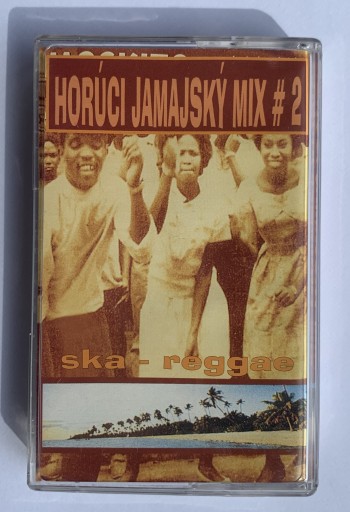 HORÚCI JAMAJSKÝ MIX # 2
ska - reggae